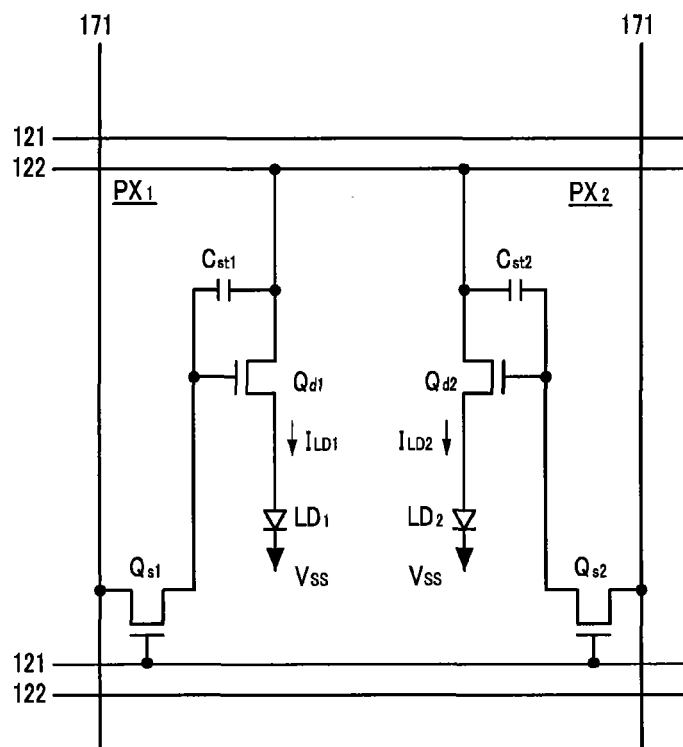 171 171
121
122
PX1 PX2
Cst1 Cst2
Qd1 Qd2
ILD1 ILD2
LD1 LD2
Qs1 Vss Vss Qs2
121
122